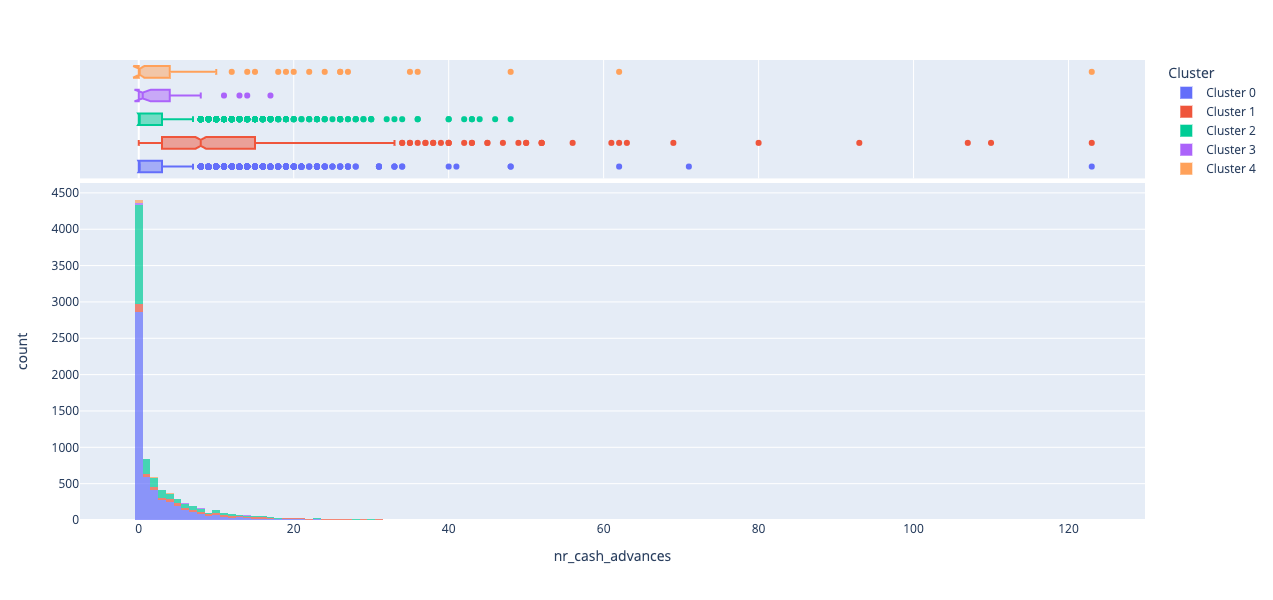 Cluster
Cluster 0
Cluster 1
Cluster 2
Cluster 3
Cluster 4
4500
4000
3500
3000
2500
2000
1500
1000
500
0
count
0 20 40 60 80 100 120
nr_cash_advances